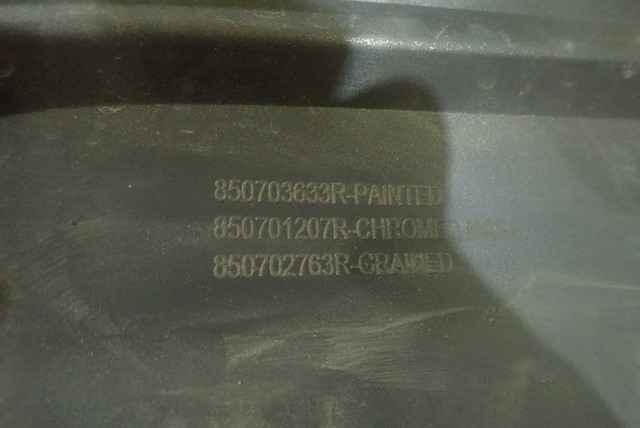 850703633R-PAINTED
850701207R-CHROMED
850702763R-GRAINED